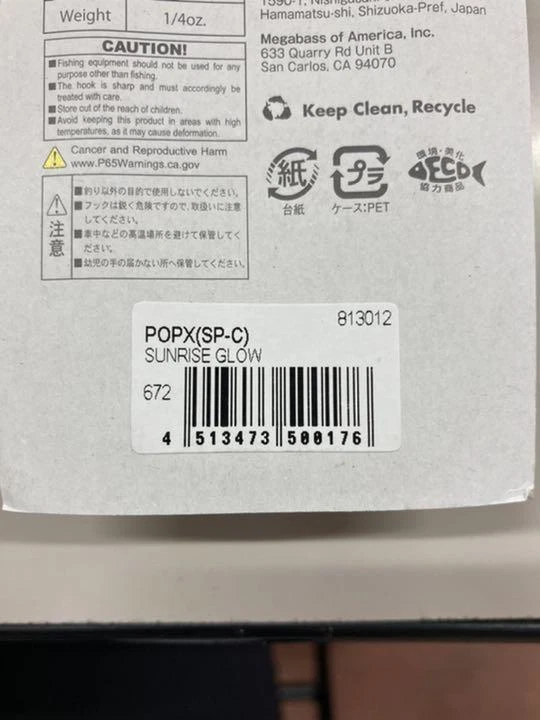 Weight 1/4oz.
CAUTION!
■Fishing equipment should not be used for any
purpose other than fishing.
■The hook is sharp and must accordingly be
treated with care.
■Store out of the reach of children.
■Avoid keeping this product in areas with high
temperatures, as it may cause deformation.
Cancer and Reproductive Harm
www.P65Warnings.ca.gov
注意
■釣り以外の目的で使用しないでください。
■フックは鋭く危険ですので、取扱いに注意
してください。
■車中などの高温場所を避けて保管してく
ださい。
■幼児の手の届かない所へ保管してください。
Hamamatsu-shi, Shizuoka-Pref, Japan
Megabass of America, Inc.
633 Quarry Rd Unit B
San Carlos, CA 94070
Keep Clean, Recycle
紙
台紙
プラ
ケース:PET
環境・美化
ECO
協力商品
813012
POPX(SP-C)
SUNRISE GLOW
672
4 513473 500176